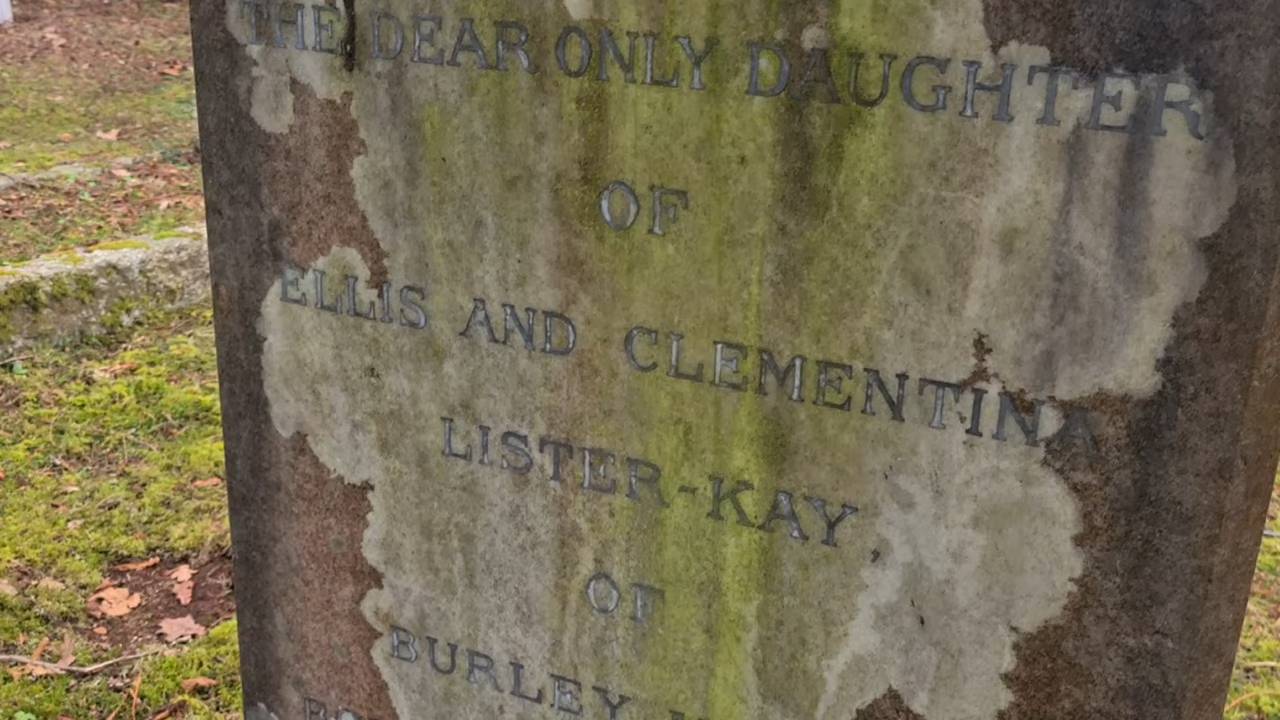 THE DEAR ONLY DAUGHTER
OF
ELLIS AND CLEMENTINA
LISTER-KAY,
OF
BURLEY